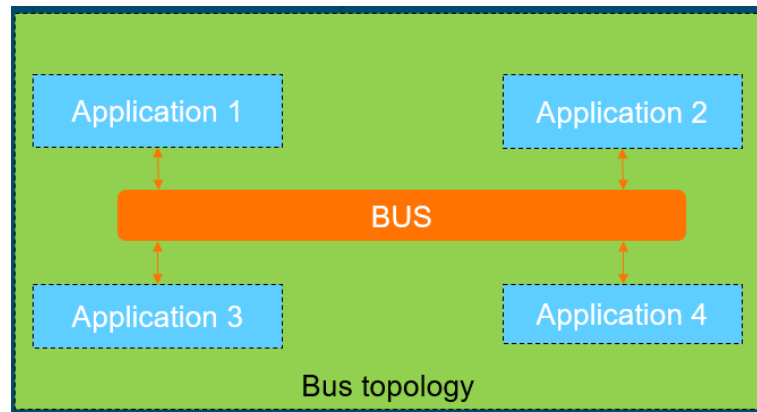 Application 1
Application 2
BUS
Application 3
Application 4
Bus topology